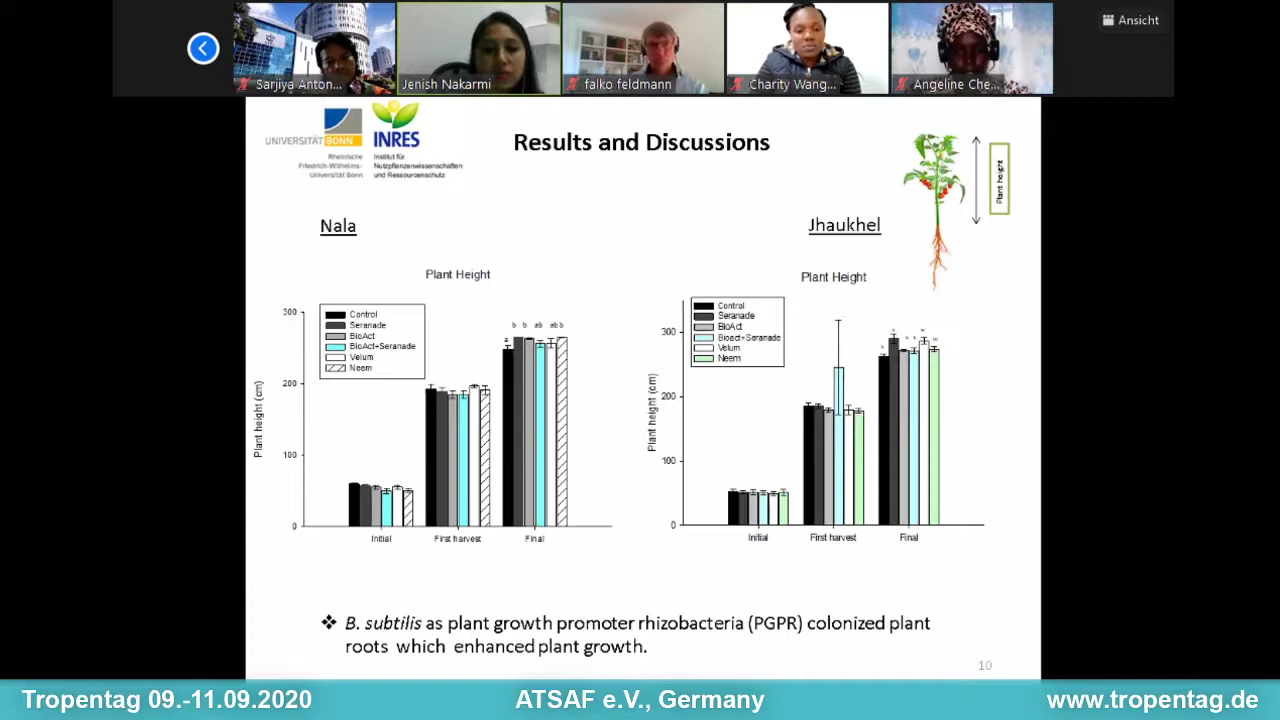 Ansicht
Sarjiya Anton...
Jenish Nakarmi
falko feldmann
Charity Wang...
Angeline Che...
UNIVERSITÄT BONN
INRES
Rheinische
Friedrich-Wilhelms-
Universität Bonn
Institut für
Nutzpflanzenwissenschaften
und Ressourcenschutz
Results and Discussions
Plant height
Nala
Jhaukhel
Plant Height
Control
Seranade
BioAct
BioAct+Seranade
Velum
Neem
Plant height (cm)
300
200
100
0
a b b ab ab b
Initial
First harvest
Final
Plant Height
Control
Seranade
BioAct
Bioact+Seranade
Velum
Neem
Plant height (cm)
300
200
100
0
Initial
First harvest
Final
❖ B. subtilis as plant growth promoter rhizobacteria (PGPR) colonized plant
roots which enhanced plant growth.
10
Tropentag 09.-11.09.2020
ATSAF e.V., Germany
www.tropentag.de